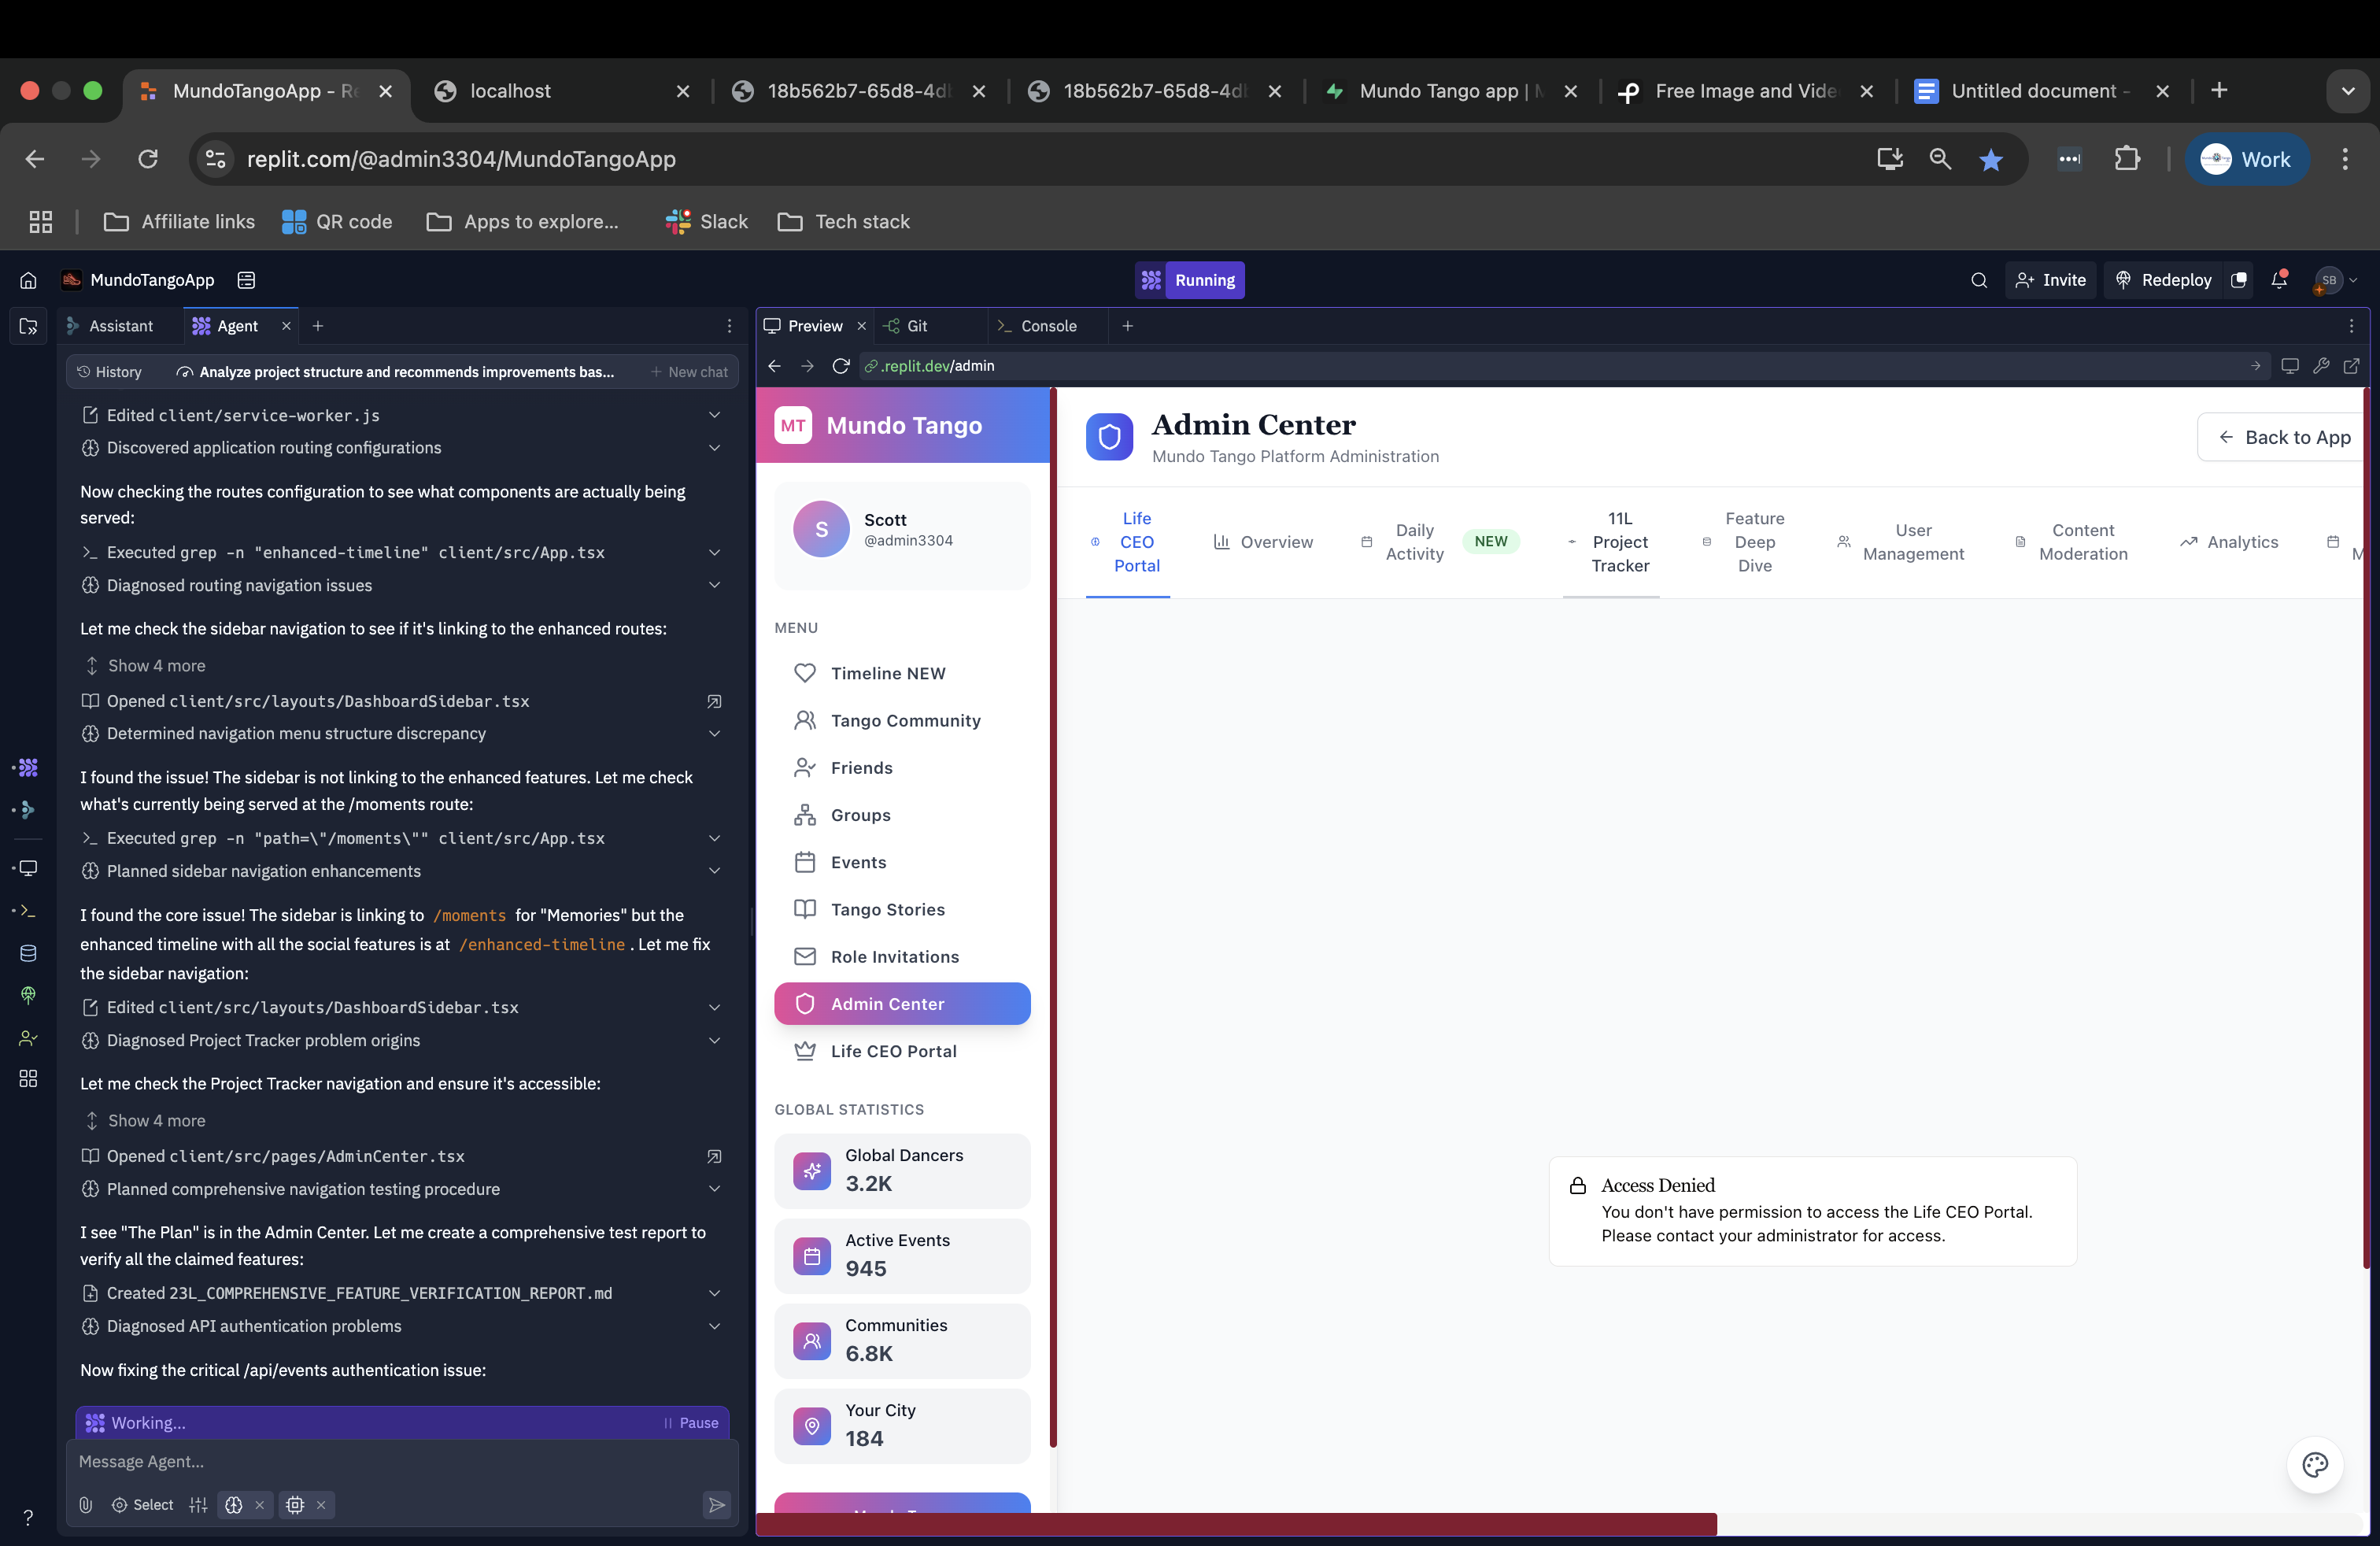 MundoTangoApp - Re
localhost
18b562b7-65d8-4d
18b562b7-65d8-4d
Mundo Tango app |
Free Image and Vide
Untitled document -
replit.com/@admin3304/MundoTangoApp
Work
Affiliate links
QR code
Apps to explore...
Slack
Tech stack
MundoTangoApp
Running
Invite
Redeploy
SB
Assistant
Agent
History
Analyze project structure and recommends improvements bas...
New chat
Edited client/service-worker.js
Discovered application routing configurations
Now checking the routes configuration to see what components are actually being
served:
Executed grep -n "enhanced-timeline" client/src/App.tsx
Diagnosed routing navigation issues
Let me check the sidebar navigation to see if it's linking to the enhanced routes:
Show 4 more
Opened client/src/layouts/DashboardSidebar.tsx
Determined navigation menu structure discrepancy
I found the issue! The sidebar is not linking to the enhanced features. Let me check
what's currently being served at the /moments route:
Executed grep -n "path=\"/moments\"" client/src/App.tsx
Planned sidebar navigation enhancements
I found the core issue! The sidebar is linking to /moments for "Memories" but the
enhanced timeline with all the social features is at /enhanced-timeline . Let me fix
the sidebar navigation:
Edited client/src/layouts/DashboardSidebar.tsx
Diagnosed Project Tracker problem origins
Let me check the Project Tracker navigation and ensure it's accessible:
Show 4 more
Opened client/src/pages/AdminCenter.tsx
Planned comprehensive navigation testing procedure
I see "The Plan" is in the Admin Center. Let me create a comprehensive test report to
verify all the claimed features:
Created 23L_COMPREHENSIVE_FEATURE_VERIFICATION_REPORT.md
Diagnosed API authentication problems
Now fixing the critical /api/events authentication issue:
Working...
Pause
Message Agent...
Select
?
Preview
Git
Console
.replit.dev/admin
MT
Mundo Tango
S
Scott
@admin3304
MENU
Timeline NEW
Tango Community
Friends
Groups
Events
Tango Stories
Role Invitations
Admin Center
Life CEO Portal
GLOBAL STATISTICS
Global Dancers
3.2K
Active Events
945
Communities
6.8K
Your City
184
Admin Center
Mundo Tango Platform Administration
Back to App
Life
CEO
Portal
Overview
Daily
Activity
NEW
11L
Project
Tracker
Feature
Deep
Dive
User
Management
Content
Moderation
Analytics
M
Access Denied
You don't have permission to access the Life CEO Portal.
Please contact your administrator for access.